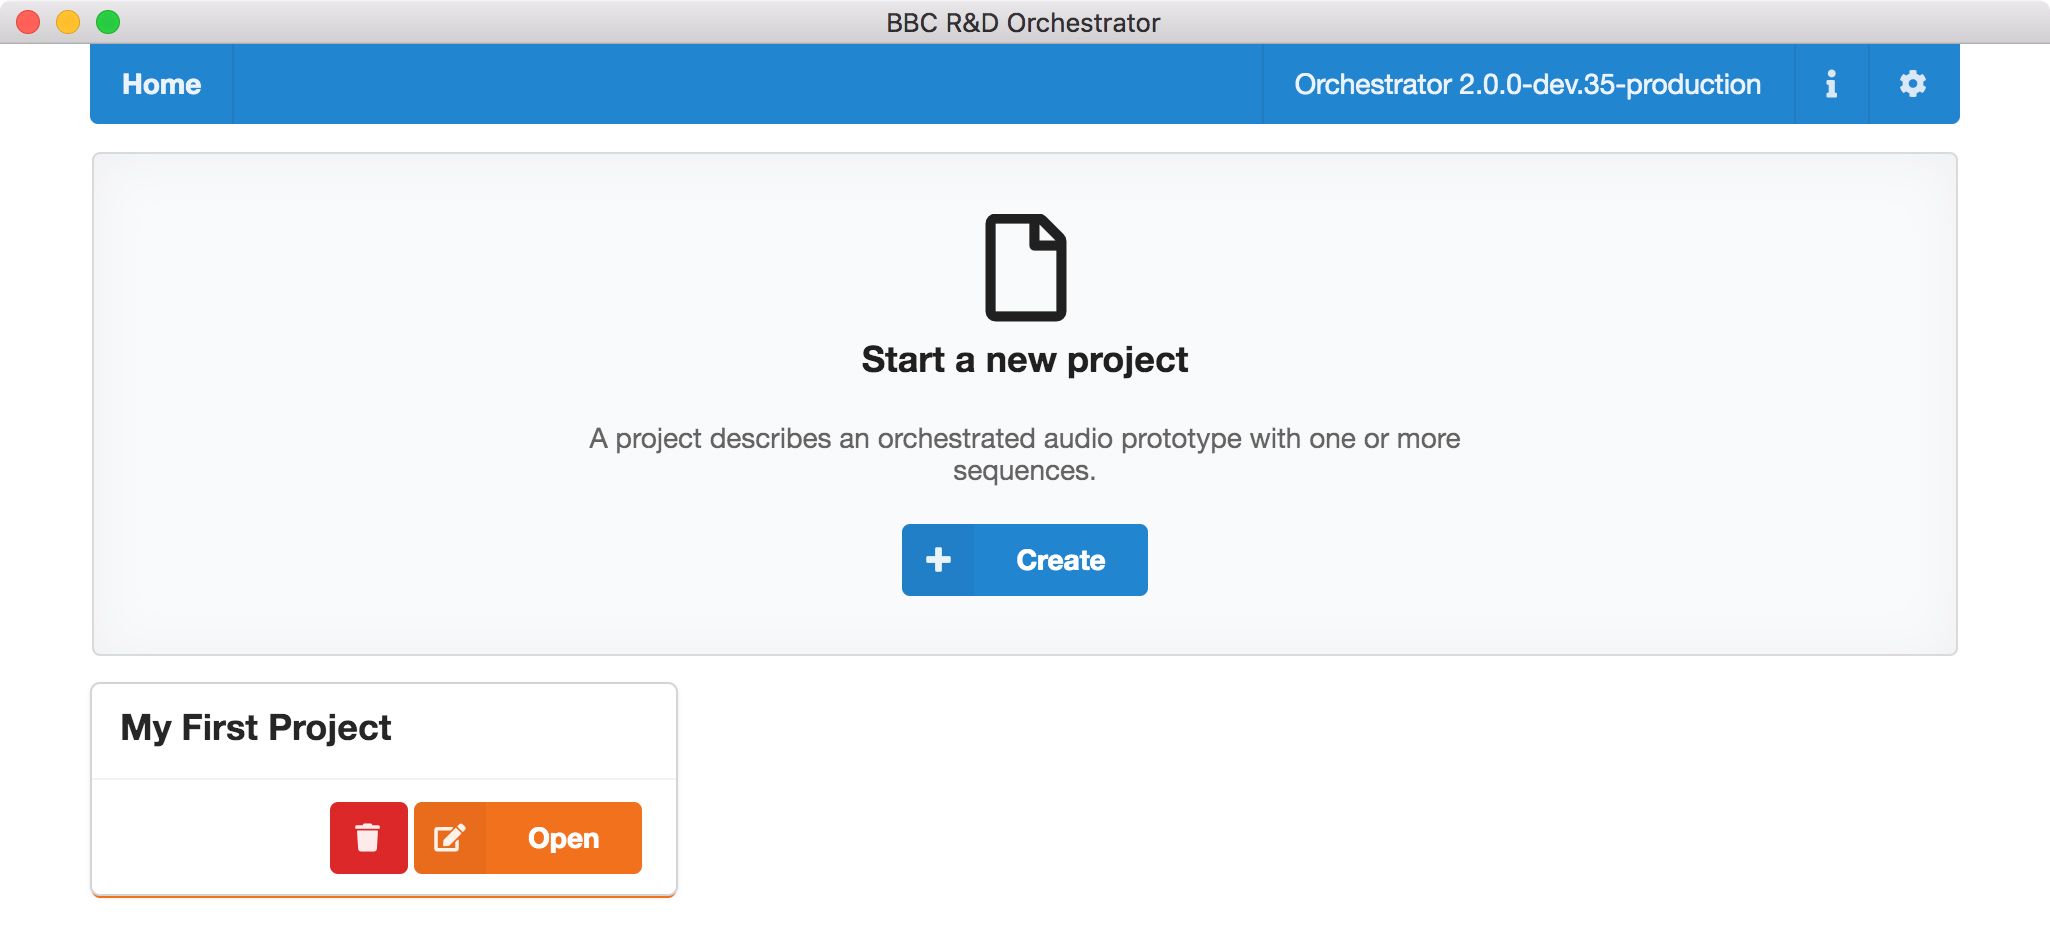 BBC R&D Orchestrator
Home
Orchestrator 2.0.0-dev.35-production
Start a new project
A project describes an orchestrated audio prototype with one or more
sequences.
Create
My First Project
Open